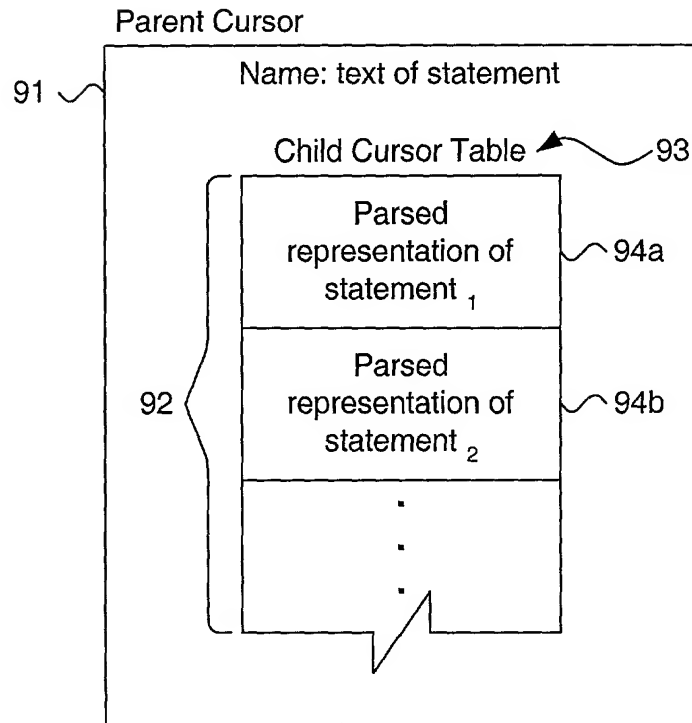 Parent Cursor
91
Name: text of statement
Child Cursor Table
93
Parsed
representation of
statement 1
94a
92
Parsed
representation of
statement 2
94b